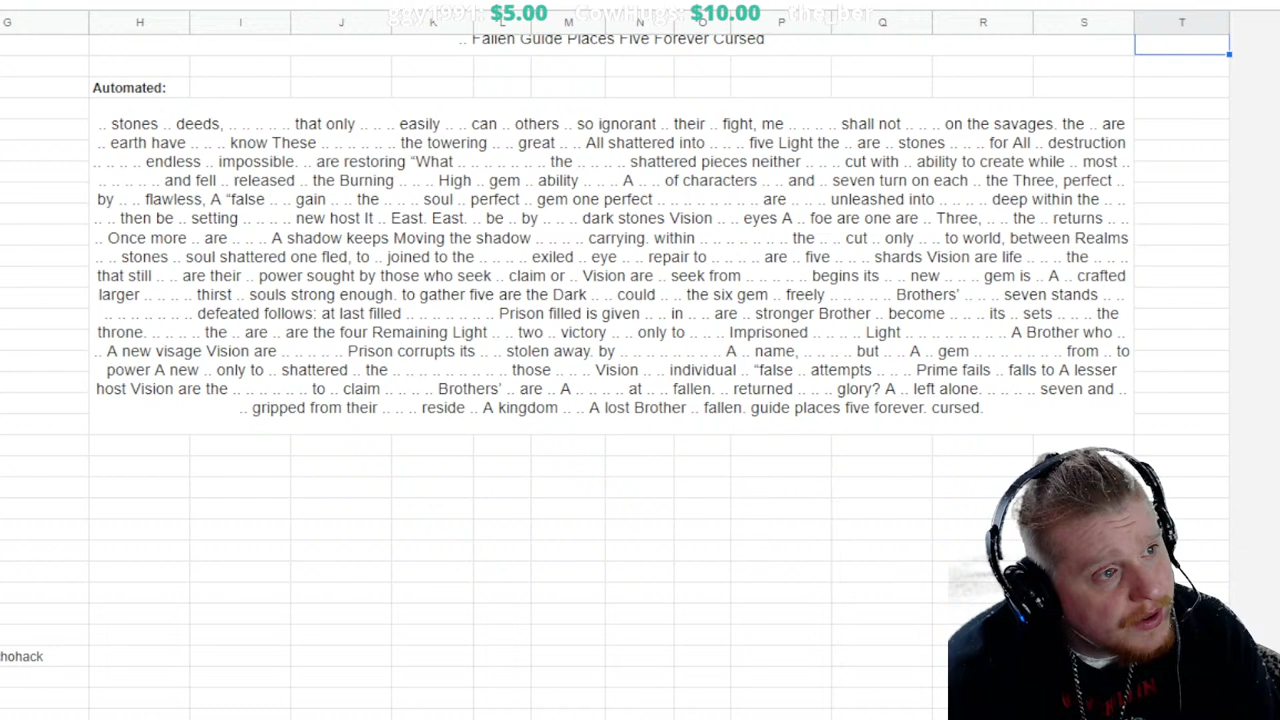 ggy1991: $5.00 CowHugs: $10.00 the_bor
G H I J K L M N O P Q R S T
.. Fallen Guide Places Five Forever Cursed
Automated:
.. stones .. deeds, .. .. .. .. that only .. .. .. easily .. can .. others .. so ignorant .. their .. fight, me .. .. .. .. shall not .. .. .. on the savages. the .. are
.. earth have .. .. .. know These .. .. .. the towering .. .. great .. .. All shattered into .. .. five Light the .. are .. stones .. .. .. for All .. destruction
.. .. .. .. endless .. impossible. .. are restoring “What .. .. .. .. .. .. the .. .. .. .. shattered pieces neither .. .. cut with .. ability to create while .. most ..
.. .. .. .. and fell .. released .. the Burning .. .. .. High .. gem .. ability .. .. .. A .. .. of characters .. .. and .. seven turn on each .. the Three, perfect ..
by .. .. flawless, A “false .. gain .. .. the .. .. soul .. perfect .. gem one perfect .. .. .. .. .. .. .. are .. .. unleashed into .. .. .. .. deep within the ..
.. then be .. setting .. .. .. new host It .. East. East. .. be .. by .. .. .. dark stones Vision .. .. eyes A .. foe are one are .. Three, .. .. the .. returns ..
.. Once more .. are .. .. .. A shadow keeps Moving the shadow .. .. .. .. carrying. within .. .. .. .. .. .. .. the .. .. cut .. only .. .. to world, between Realms
.. .. stones .. soul shattered one fled, to .. joined to the .. .. .. .. exiled .. eye .. .. repair to .. .. .. .. are .. five .. .. .. shards Vision are life .. .. .. the .. ..
that still .. .. are their .. power sought by those who seek .. claim or .. Vision are .. seek from .. .. .. .. .. begins its .. .. new .. .. gem is .. A .. crafted
larger .. .. .. .. thirst .. souls strong enough. to gather five are the Dark .. .. could .. .. the six gem .. freely .. .. .. .. .. Brothers’ .. .. .. seven stands .. ..
.. .. .. .. .. .. defeated follows: at last filled .. .. .. .. .. .. Prison filled is given .. .. in .. .. are .. stronger Brother .. become .. .. its .. sets .. .. .. the
throne. .. .. .. .. the .. are .. are the four Remaining Light .. .. two .. victory .. .. only to .. .. Imprisoned .. .. .. Light .. .. .. .. .. .. .. A Brother who ..
.. A new visage Vision are .. .. .. .. Prison corrupts its .. .. stolen away. by .. .. .. .. .. .. .. A .. name, .. .. .. but .. A .. gem .. .. .. .. .. .. from .. to
power A new .. only to .. shattered .. the .. .. .. .. .. .. those .. .. Vision .. individual .. “false .. attempts .. .. .. Prime fails .. falls to A lesser
host Vision are the .. .. .. .. .. to .. claim .. .. .. Brothers’ .. are .. A .. .. .. at .. fallen. .. returned .. .. .. glory? A .. left alone. .. .. .. .. seven and ..
.. gripped from their .. .. .. reside .. A kingdom .. .. A lost Brother .. fallen. guide places five forever. cursed.
hohack